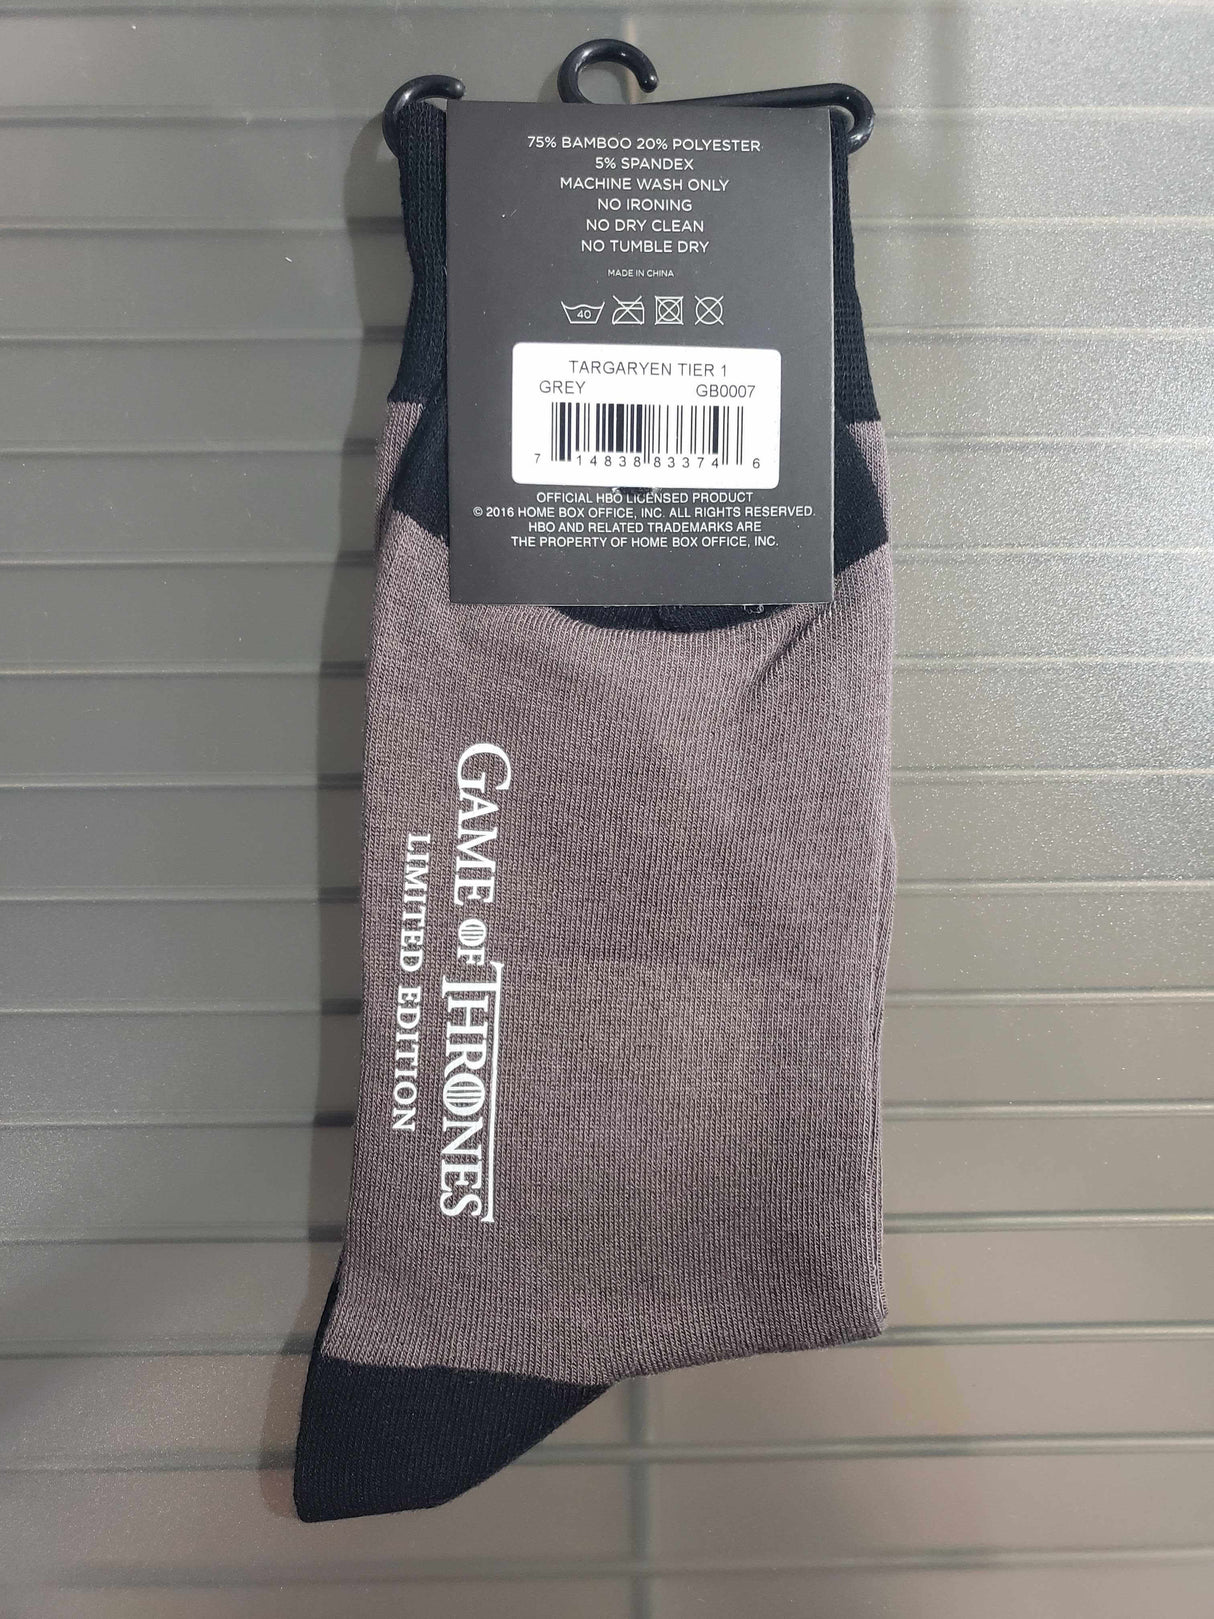 75% BAMBOO 20% POLYESTER
5% SPANDEX
MACHINE WASH ONLY
NO IRONING
NO DRY CLEAN
NO TUMBLE DRY
MADE IN CHINA
40
TARGARYEN TIER 1
GREY GB0007
7 14838 83374 6
OFFICIAL HBO LICENSED PRODUCT
© 2016 HOME BOX OFFICE, INC. ALL RIGHTS RESERVED.
HBO AND RELATED TRADEMARKS ARE
THE PROPERTY OF HOME BOX OFFICE, INC.
GAME OF THRONES
LIMITED EDITION